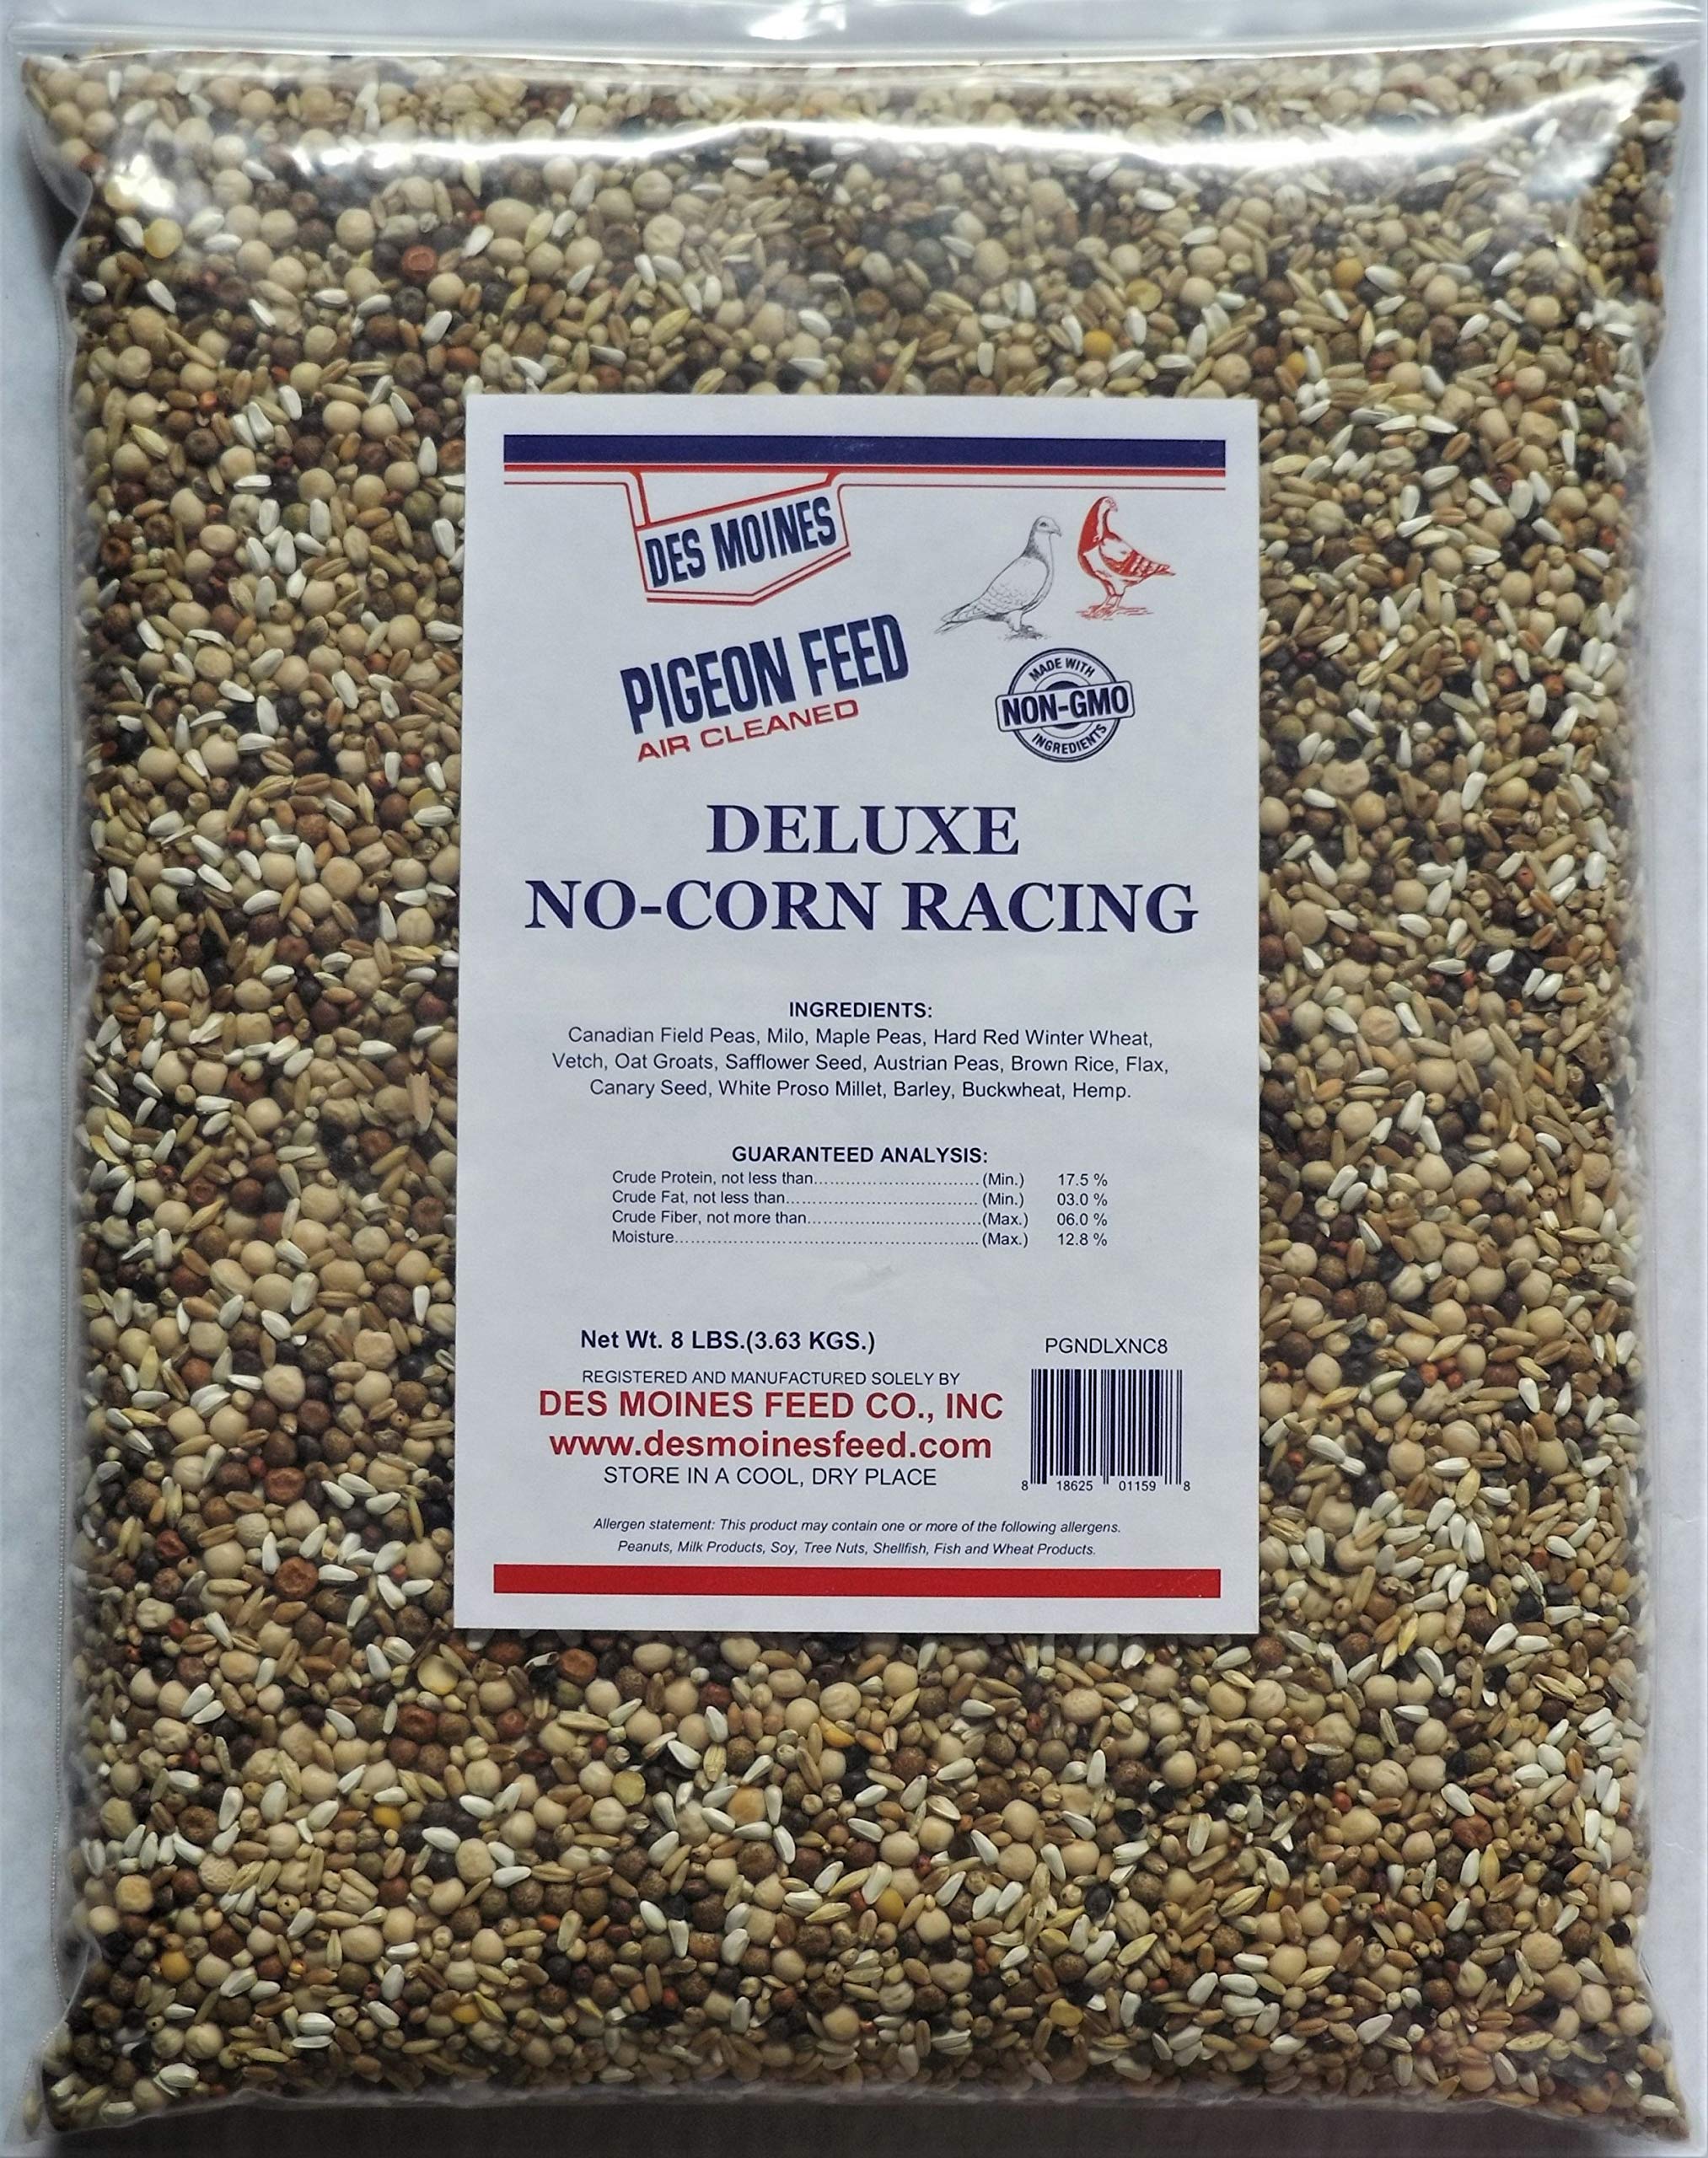 DES MOINES
PIGEON FEED
AIR CLEANED
MADE WITH
NON-GMO
INGREDIENTS
DELUXE
NO-CORN RACING
INGREDIENTS:
Canadian Field Peas, Milo, Maple Peas, Hard Red Winter Wheat,
Vetch, Oat Groats, Safflower Seed, Austrian Peas, Brown Rice, Flax,
Canary Seed, White Proso Millet, Barley, Buckwheat, Hemp.
GUARANTEED ANALYSIS:
Crude Protein, not less than..................................(Min.) 17.5 %
Crude Fat, not less than.......................................(Min.) 03.0 %
Crude Fiber, not more than...................................(Max.) 06.0 %
Moisture............................................................(Max.) 12.8 %
Net Wt. 8 LBS.(3.63 KGS.)
PGNDLXNC8
REGISTERED AND MANUFACTURED SOLELY BY
DES MOINES FEED CO., INC
www.desmoinesfeed.com
STORE IN A COOL, DRY PLACE
8 18625 01159 8
Allergen statement: This product may contain one or more of the following allergens.
Peanuts, Milk Products, Soy, Tree Nuts, Shellfish, Fish and Wheat Products.